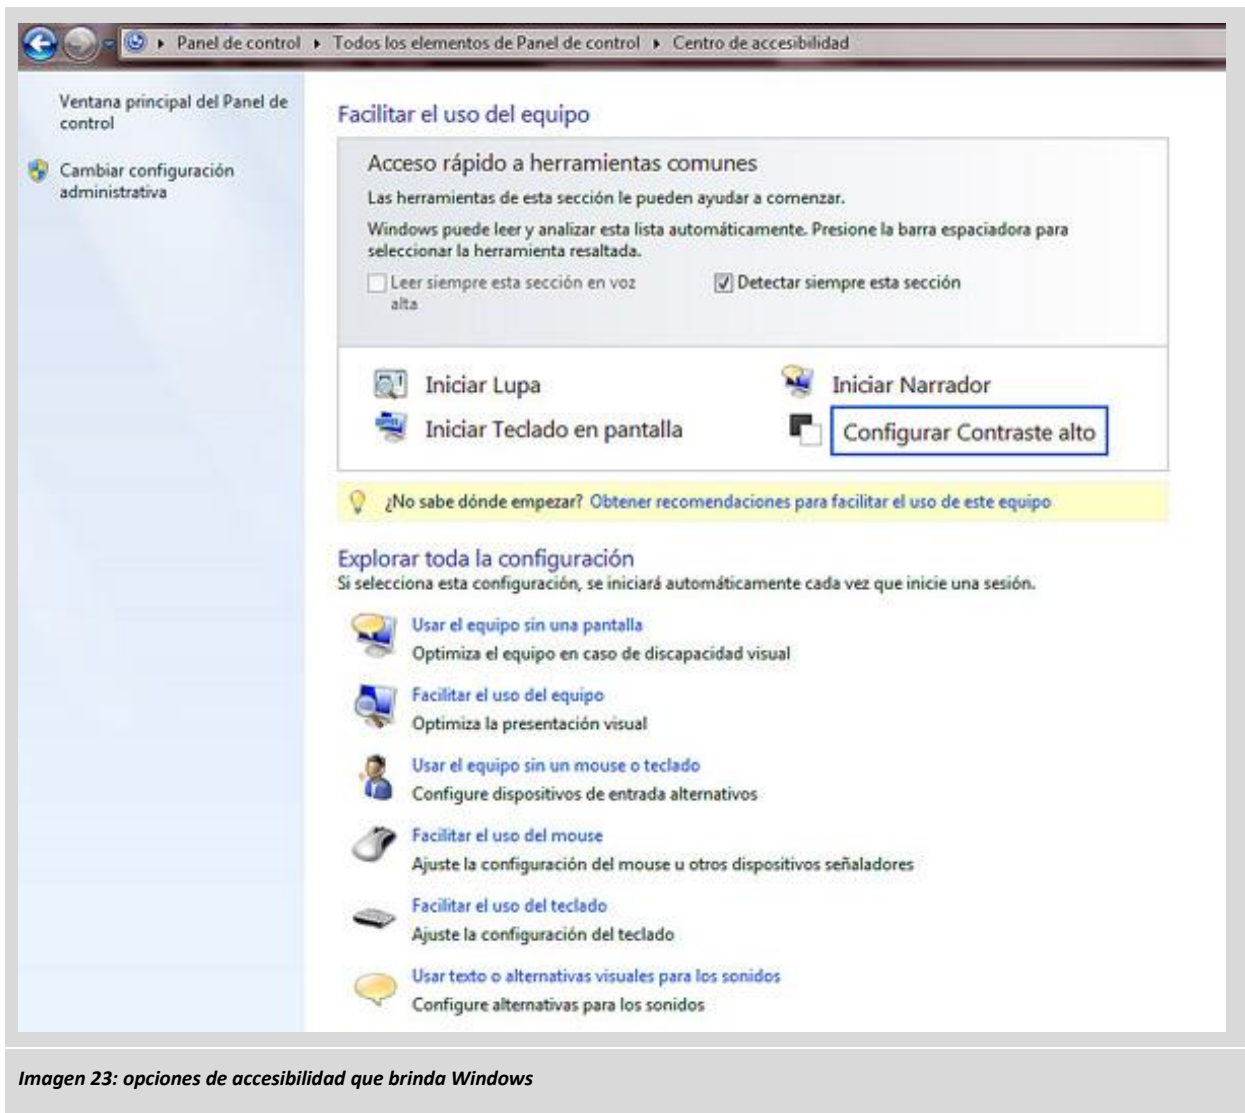 Panel de control ▸ Todos los elementos de Panel de control ▸ Centro de accesibilidad
Ventana principal del Panel de
control
Cambiar configuración
administrativa
Facilitar el uso del equipo
Acceso rápido a herramientas comunes
Las herramientas de esta sección le pueden ayudar a comenzar.
Windows puede leer y analizar esta lista automáticamente. Presione la barra espaciadora para
seleccionar la herramienta resaltada.
Leer siempre esta sección en voz
alta
Detectar siempre esta sección
Iniciar Lupa
Iniciar Narrador
Iniciar Teclado en pantalla
Configurar Contraste alto
¿No sabe dónde empezar? Obtener recomendaciones para facilitar el uso de este equipo
Explorar toda la configuración
Si selecciona esta configuración, se iniciará automáticamente cada vez que inicie una sesión.
Usar el equipo sin una pantalla
Optimiza el equipo en caso de discapacidad visual
Facilitar el uso del equipo
Optimiza la presentación visual
Usar el equipo sin un mouse o teclado
Configure dispositivos de entrada alternativos
Facilitar el uso del mouse
Ajuste la configuración del mouse u otros dispositivos señaladores
Facilitar el uso del teclado
Ajuste la configuración del teclado
Usar texto o alternativas visuales para los sonidos
Configure alternativas para los sonidos
Imagen 23: opciones de accesibilidad que brinda Windows